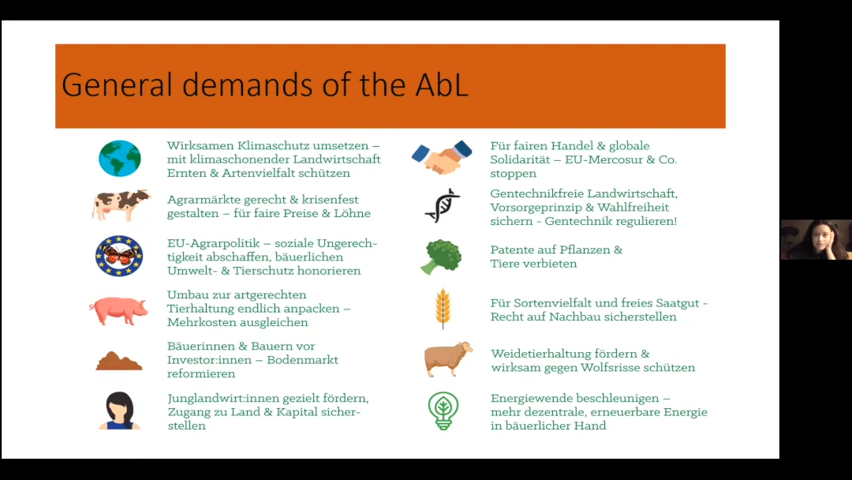 General demands of the AbL
Wirksamen Klimaschutz umsetzen –
mit klimaschonender Landwirtschaft
Ernten & Artenvielfalt schützen
Agrarmärkte gerecht & krisenfest
gestalten – für faire Preise & Löhne
EU-Agrarpolitik – soziale Ungerech-
tigkeit abschaffen, bäuerlichen
Umwelt- & Tierschutz honorieren
Umbau zur artgerechten
Tierhaltung endlich anpacken –
Mehrkosten ausgleichen
Bäuerinnen & Bauern vor
Investor:innen – Bodenmarkt
reformieren
Junglandwirt:innen gezielt fördern,
Zugang zu Land & Kapital sicher-
stellen
Für fairen Handel & globale
Solidarität – EU-Mercosur & Co.
stoppen
Gentechnikfreie Landwirtschaft,
Vorsorgeprinzip & Wahlfreiheit
sichern - Gentechnik regulieren!
Patente auf Pflanzen &
Tiere verbieten
Für Sortenvielfalt und freies Saatgut -
Recht auf Nachbau sicherstellen
Weidetierhaltung fördern &
wirksam gegen Wolfsrisse schützen
Energiewende beschleunigen –
mehr dezentrale, erneuerbare Energie
in bäuerlicher Hand